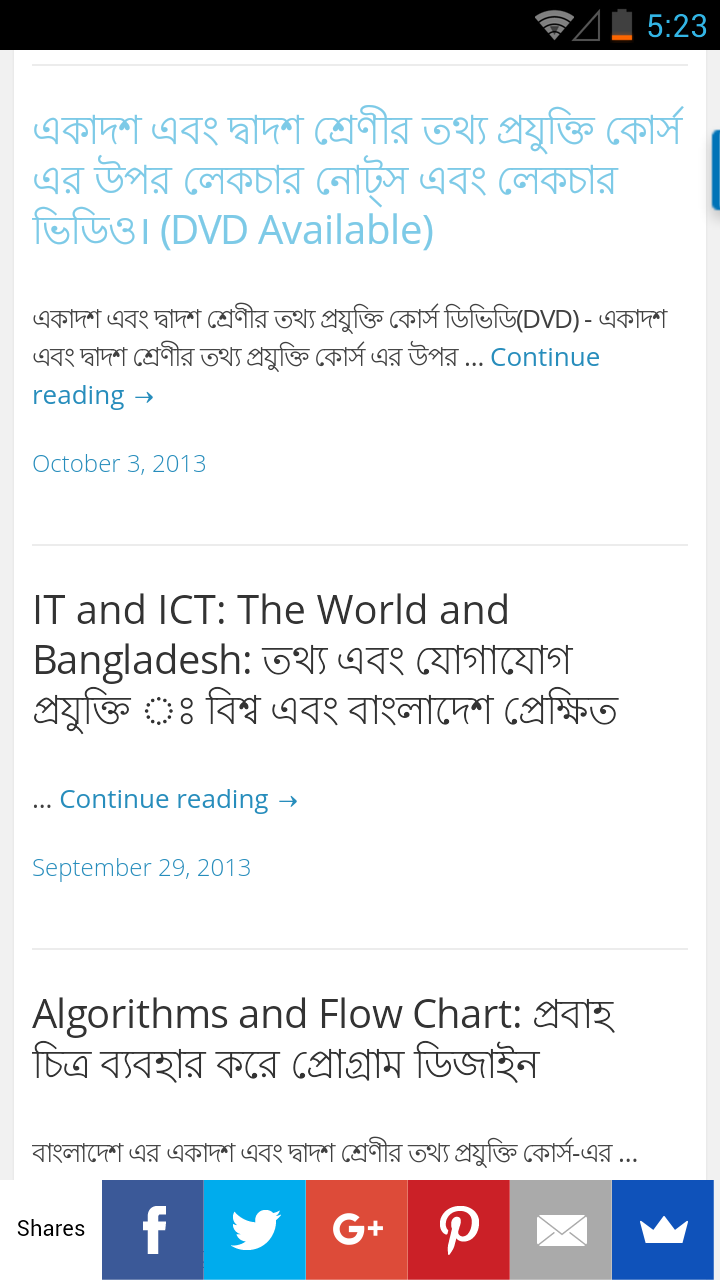 5:23
একাদশ এবং দ্বাদশ শ্রেণীর তথ্য প্রযুক্তি কোর্স
এর উপর লেকচার নোট্স এবং লেকচার
ভিডিও। (DVD Available)
একাদশ এবং দ্বাদশ শ্রেণীর তথ্য প্রযুক্তি কোর্স ডিভিডি(DVD) - একাদশ
এবং দ্বাদশ শ্রেণীর তথ্য প্রযুক্তি কোর্স এর উপর ... Continue
reading →
October 3, 2013
IT and ICT: The World and
Bangladesh: তথ্য এবং যোগাযোগ
প্রযুক্তি ঃ বিশ্ব এবং বাংলাদেশ প্রেক্ষিত
... Continue reading →
September 29, 2013
Algorithms and Flow Chart: প্রবাহ
চিত্র ব্যবহার করে প্রোগ্রাম ডিজাইন
বাংলাদেশ এর একাদশ এবং দ্বাদশ শ্রেণীর তথ্য প্রযুক্তি কোর্স-এর ...
Shares